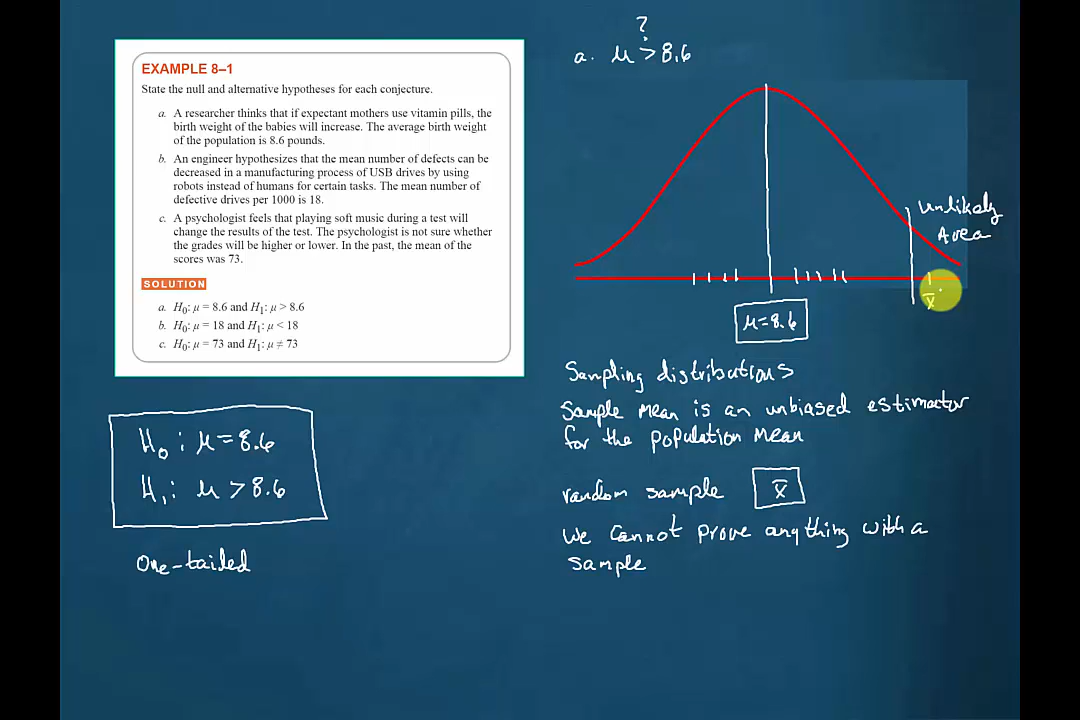 EXAMPLE 8–1
State the null and alternative hypotheses for each conjecture.
a. A researcher thinks that if expectant mothers use vitamin pills, the
birth weight of the babies will increase. The average birth weight
of the population is 8.6 pounds.
b. An engineer hypothesizes that the mean number of defects can be
decreased in a manufacturing process of USB drives by using
robots instead of humans for certain tasks. The mean number of
defective drives per 1000 is 18.
c. A psychologist feels that playing soft music during a test will
change the results of the test. The psychologist is not sure whether
the grades will be higher or lower. In the past, the mean of the
scores was 73.
SOLUTION
a. H₀: μ = 8.6 and H₁: μ > 8.6
b. H₀: μ = 18 and H₁: μ < 18
c. H₀: μ = 73 and H₁: μ ≠ 73
H₀: μ = 8.6
H₁: μ > 8.6
One-tailed
?
a. μ > 8.6
Unlikely
Area
x̄
μ = 8.6
Sampling distributions
Sample mean is an unbiased estimator
for the population mean
random sample x̄
We cannot prove anything with a
sample